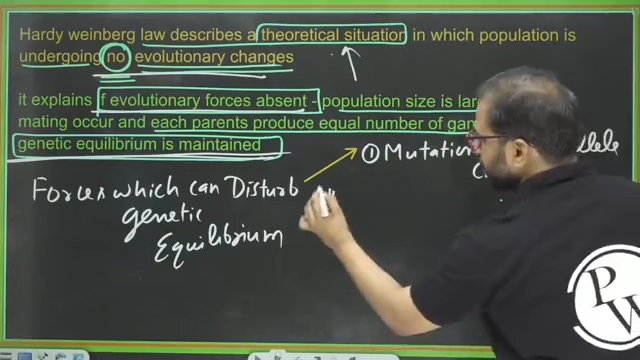 Hardy weinberg law describes a theoretical situation in which population is
undergoing no evolutionary changes
it explains f evolutionary forces absent - population size is lar
mating occur and each parents produce equal number of gam
genetic equilibrium is maintained
① Mutation allele
Forces which can Disturb
genetic
Equilibrium
PW